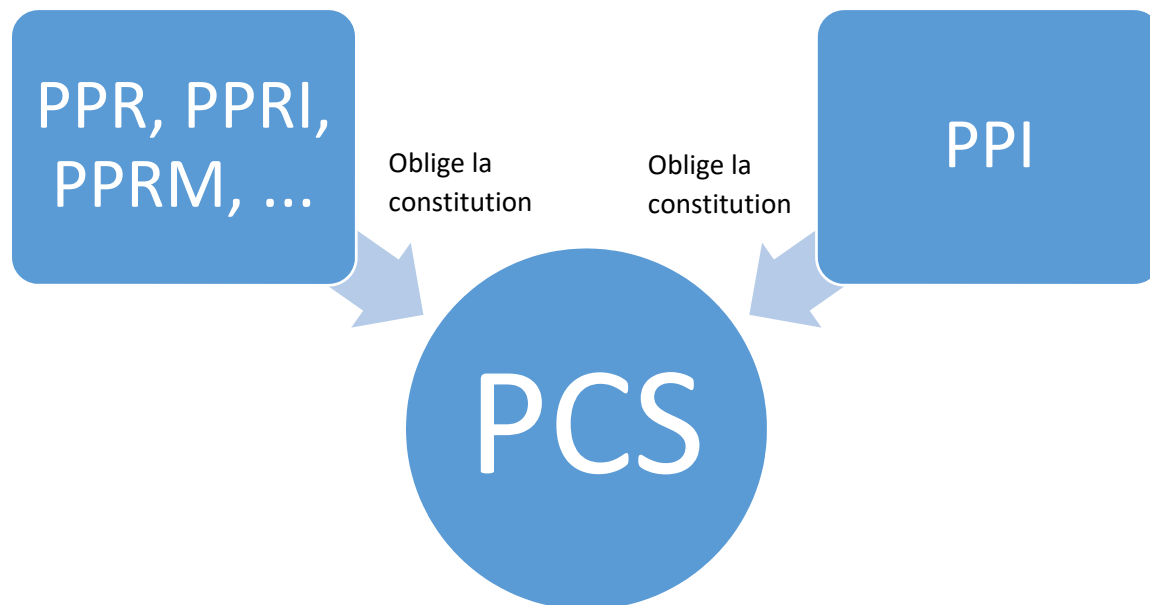 PPR, PPRI,
PPRM, ...
Oblige la
constitution
Oblige la
constitution
PPI
PCS